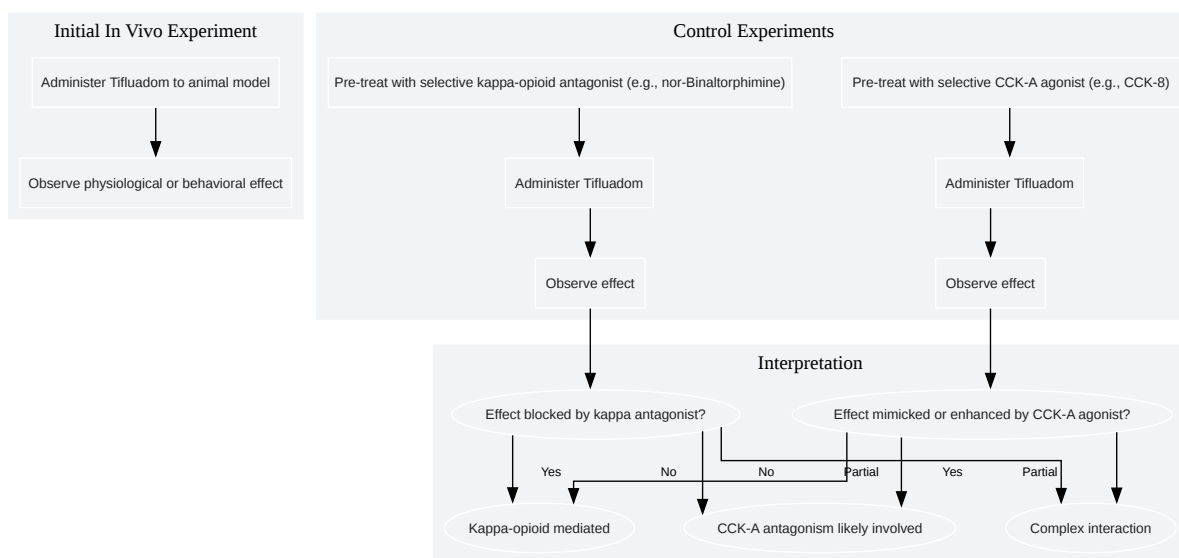 Initial In Vivo Experiment
Administer Tifluadom to animal model
Observe physiological or behavioral effect
Control Experiments
Pre-treat with selective kappa-opioid antagonist (e.g., nor-Binaltorphimine)
Pre-treat with selective CCK-A agonist (e.g., CCK-8)
Administer Tifluadom
Administer Tifluadom
Observe effect
Observe effect
Interpretation
Effect blocked by kappa antagonist?
Effect mimicked or enhanced by CCK-A agonist?
Yes
No
No
Partial
Yes
Partial
Kappa-opioid mediated
CCK-A antagonism likely involved
Complex interaction